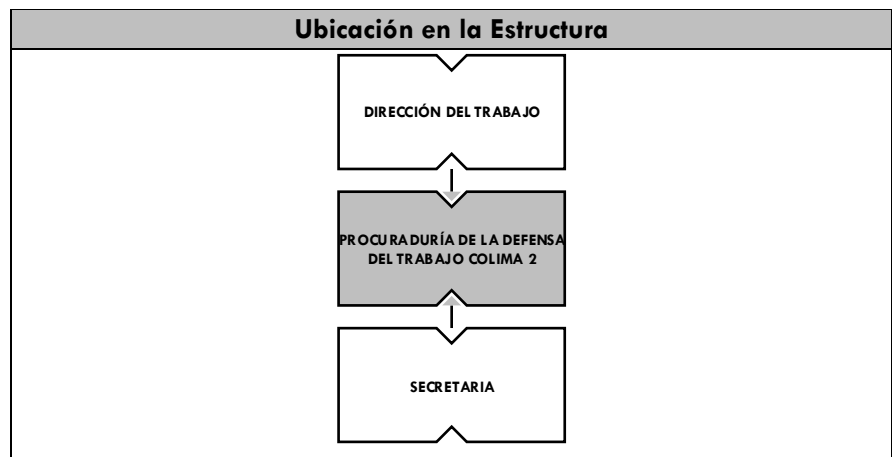 Ubicación en la Estructura
DIRECCIÓN DEL TRABAJO
PROCURADURÍA DE LA DEFENSA
DEL TRABAJO COLIMA 2
SECRETARIA